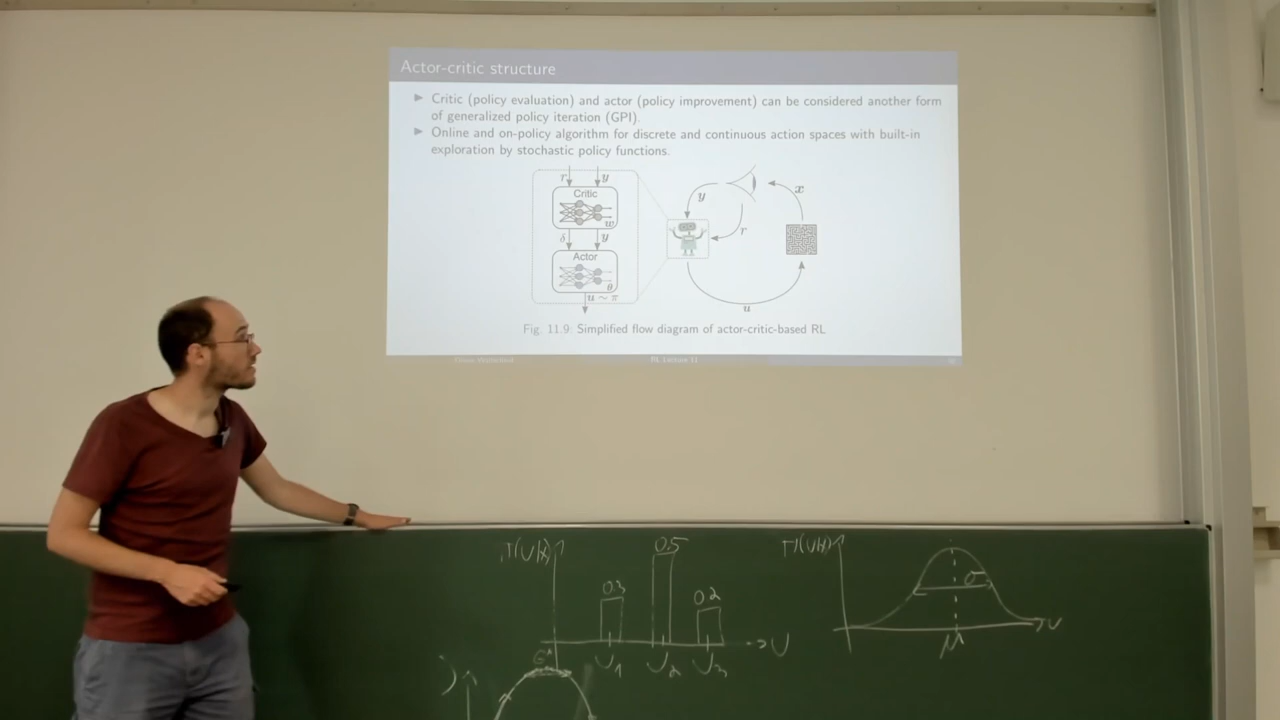 Actor-critic structure
Critic (policy evaluation) and actor (policy improvement) can be considered another form
of generalized policy iteration (GPI).
Online and on-policy algorithm for discrete and continuous action spaces with built-in
exploration by stochastic policy functions.
r y
Critic
w
δ y
Actor
θ
u ~ π
y
r
x
u
Fig. 11.9: Simplified flow diagram of actor-critic-based RL
RL Lecture 11
π(U|x)
0.3
0.5
0.2
U1
U2
U3
U
π(U|x)
σ
μ
U
G*